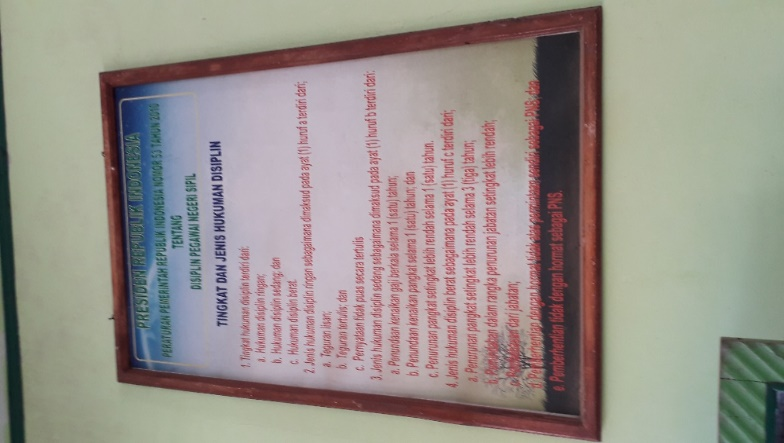 PRESIDEN REPUBLIK INDONESIA
PERATURAN PEMERINTAH REPUBLIK INDONESIA NOMOR 53 TAHUN 2010
TENTANG
DISIPLIN PEGAWAI NEGERI SIPIL
TINGKAT DAN JENIS HUKUMAN DISIPLIN
1. Tingkat hukuman disiplin terdiri dari;
a. Hukuman disiplin ringan;
b. Hukuman disiplin sedang; dan
c. Hukuman disiplin berat.
2. Jenis hukuman disiplin ringan sebagaimana dimaksud pada ayat (1) huruf a terdiri dari;
a. Teguran lisan;
b. Teguran tertulis; dan
c. Pernyataan tidak puas secara tertulis
3. Jenis hukuman disiplin sedang sebagaimana dimaksud pada ayat (1) huruf b terdiri dari:
a. Penundaan kenaikan gaji berkala selama 1 (satu) tahun;
b. Penundaan kenaikan pangkat selama 1 (satu) tahun; dan
c. Penurunan pangkat setingkat lebih rendah selama 1 (satu) tahun.
4. Jenis hukuman disiplin berat sebagaimana pada ayat (1) huruf c terdiri dari;
a. Penurunan pangkat setingkat lebih rendah selama 3 (tiga) tahun;
b. Pemindahan dalam rangka penurunan jabatan setingkat lebih rendah;
c. Pembebasan dari jabatan;
d. Pemberhentian dengan hormat tidak atas permintaan sendiri sebagai PNS; dan
e Pemberhentian tidak dengan hormat sebagai PNS.